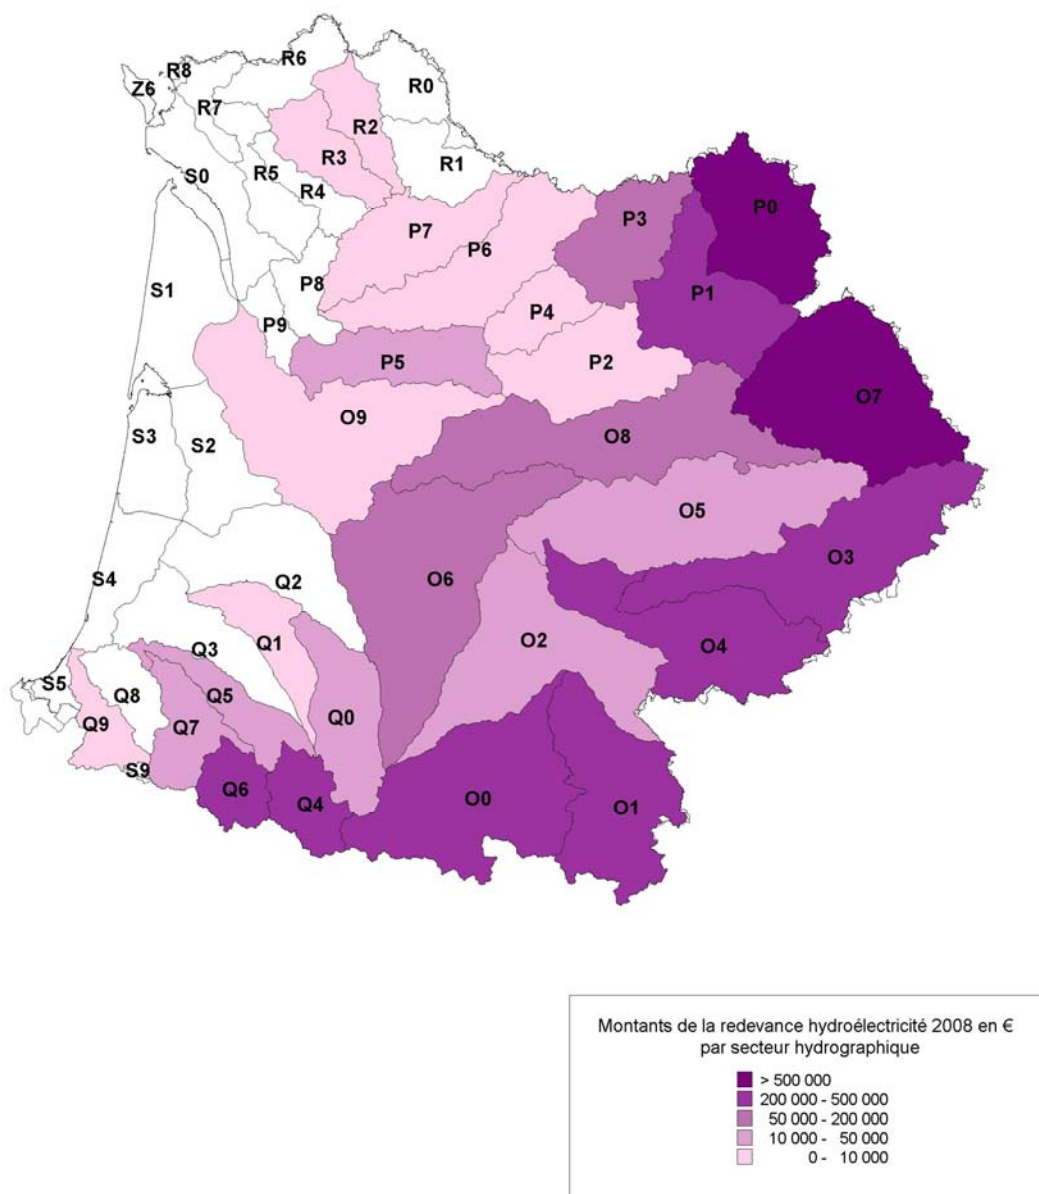 R6
R8
Z6
R0
R7
R2
R3
R1
R5
S0
R4
P3
P0
P7
P6
P8
S1
P1
P4
P9
P5
P2
O7
O9
O8
S3
S2
O5
O3
S4
Q2
O6
Q1
O2
O4
Q3
S5
Q8
Q5
Q0
Q9
Q7
S9
Q6
Q4
O0
O1
Montants de la redevance hydroélectricité 2008 en €
par secteur hydrographique
> 500 000
200 000 - 500 000
50 000 - 200 000
10 000 - 50 000
0 - 10 000